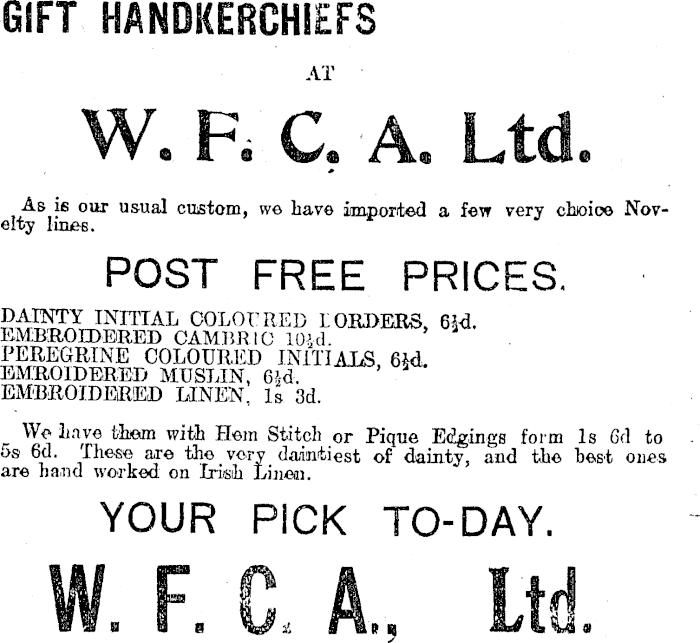 GIFT HANDKERCHIEFS
AT
W. F. C. A. Ltd.
As is our usual custom, we have imported a few very choice Nov-
elty lines.
POST FREE PRICES.
DAINTY INITIAL COLOURED BORDERS, 6½d.
EMBROIDERED CAMBRIC 10½d.
PEREGRINE COLOURED INITIALS, 6½d.
EMROIDERED MUSLIN, 6½d.
EMBROIDERED LINEN, 1s 3d.
We have them with Hem Stitch or Pique Edgings form 1s 6d to
5s 6d. These are the very daintiest of dainty, and the best ones
are hand worked on Irish Linen.
YOUR PICK TO-DAY.
W. F. C. A., Ltd.